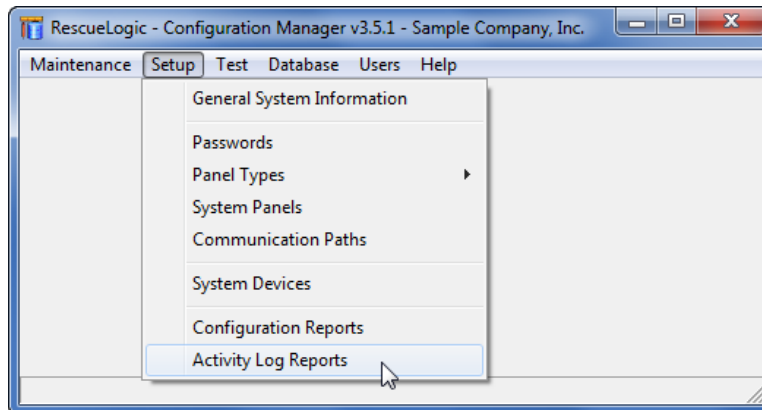 RescueLogic - Configuration Manager v3.5.1 - Sample Company, Inc.
Maintenance Setup Test Database Users Help
General System Information
Passwords
Panel Types
System Panels
Communication Paths
System Devices
Configuration Reports
Activity Log Reports